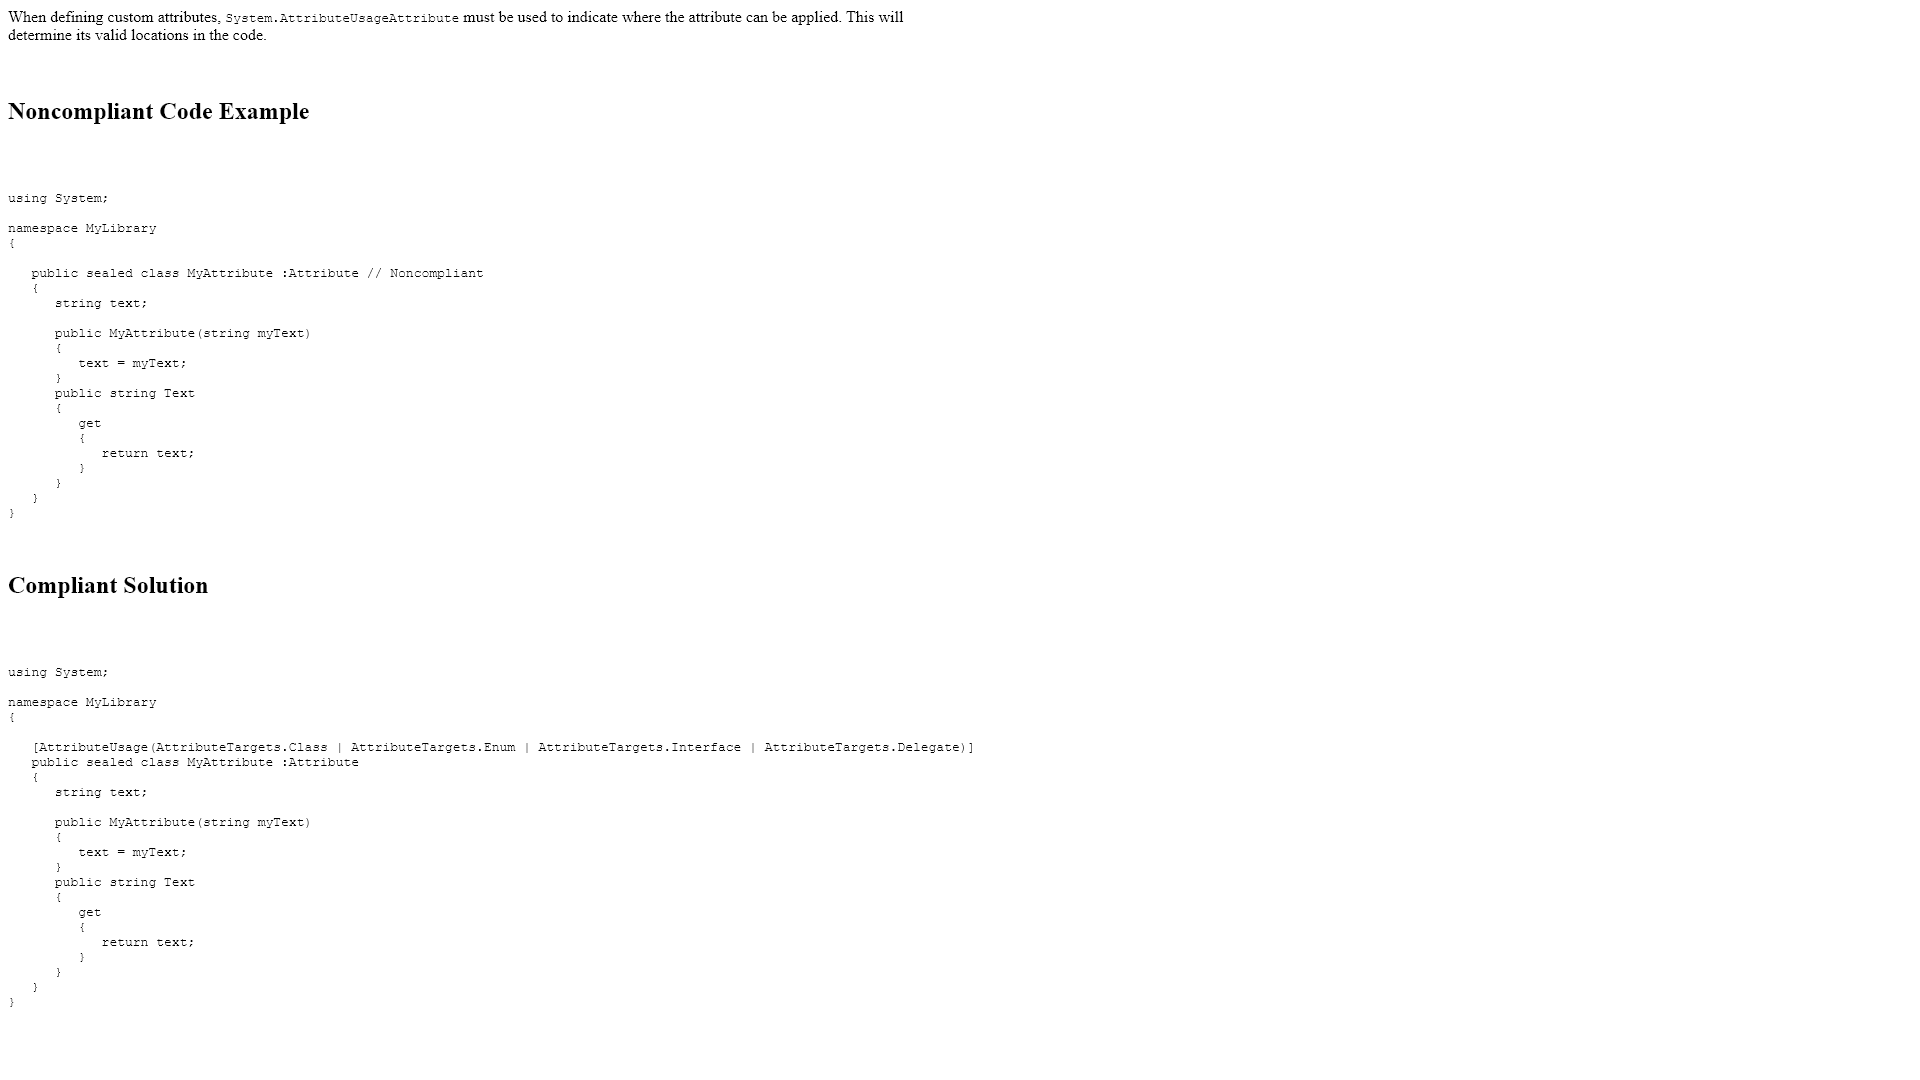 When defining custom attributes, System.AttributeUsageAttribute must be used to indicate where the attribute can be applied. This will
determine its valid locations in the code.
Noncompliant Code Example
using System;
namespace MyLibrary
{
   public sealed class MyAttribute :Attribute // Noncompliant
   {
      string text;
      public MyAttribute(string myText)
      {
         text = myText;
      }
      public string Text
      {
         get
         {
            return text;
         }
      }
   }
}
Compliant Solution
using System;
namespace MyLibrary
{
   [AttributeUsage(AttributeTargets.Class | AttributeTargets.Enum | AttributeTargets.Interface | AttributeTargets.Delegate)]
   public sealed class MyAttribute :Attribute
   {
      string text;
      public MyAttribute(string myText)
      {
         text = myText;
      }
      public string Text
      {
         get
         {
            return text;
         }
      }
   }
}